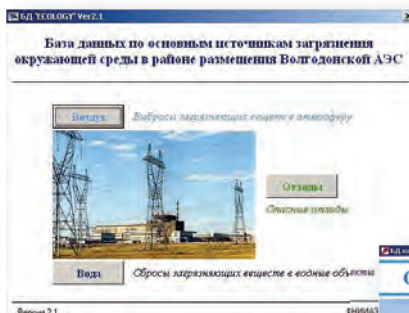 БД "ECOLOGY" Ver2.1
База данных по основным источникам загрязнения
окружающей среды в районе размещения Волгодонской АЭС
Воздух Выбросы загрязняющих веществ в атмосферу
Отходы
Опасные отходы
Вода Сбросы загрязняющих веществ в водные объекты
Версия 2.1